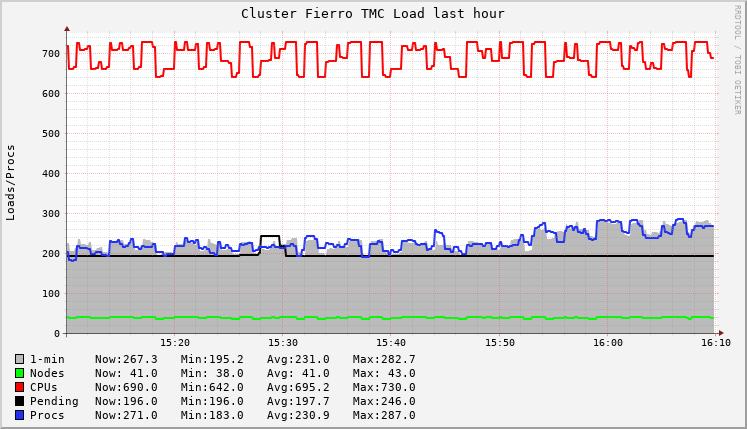 Cluster Fierro TMC Load last hour
RRDTOOL / TOBI OETIKER
Loads/Procs
700
600
500
400
300
200
100
0
15:20 15:30 15:40 15:50 16:00 16:10
1-min Now:267.3 Min:195.2 Avg:231.0 Max:282.7
Nodes Now: 41.0 Min: 38.0 Avg: 41.0 Max: 43.0
CPUs Now:690.0 Min:642.0 Avg:695.2 Max:730.0
Pending Now:196.0 Min:196.0 Avg:197.7 Max:246.0
Procs Now:271.0 Min:183.0 Avg:230.9 Max:287.0